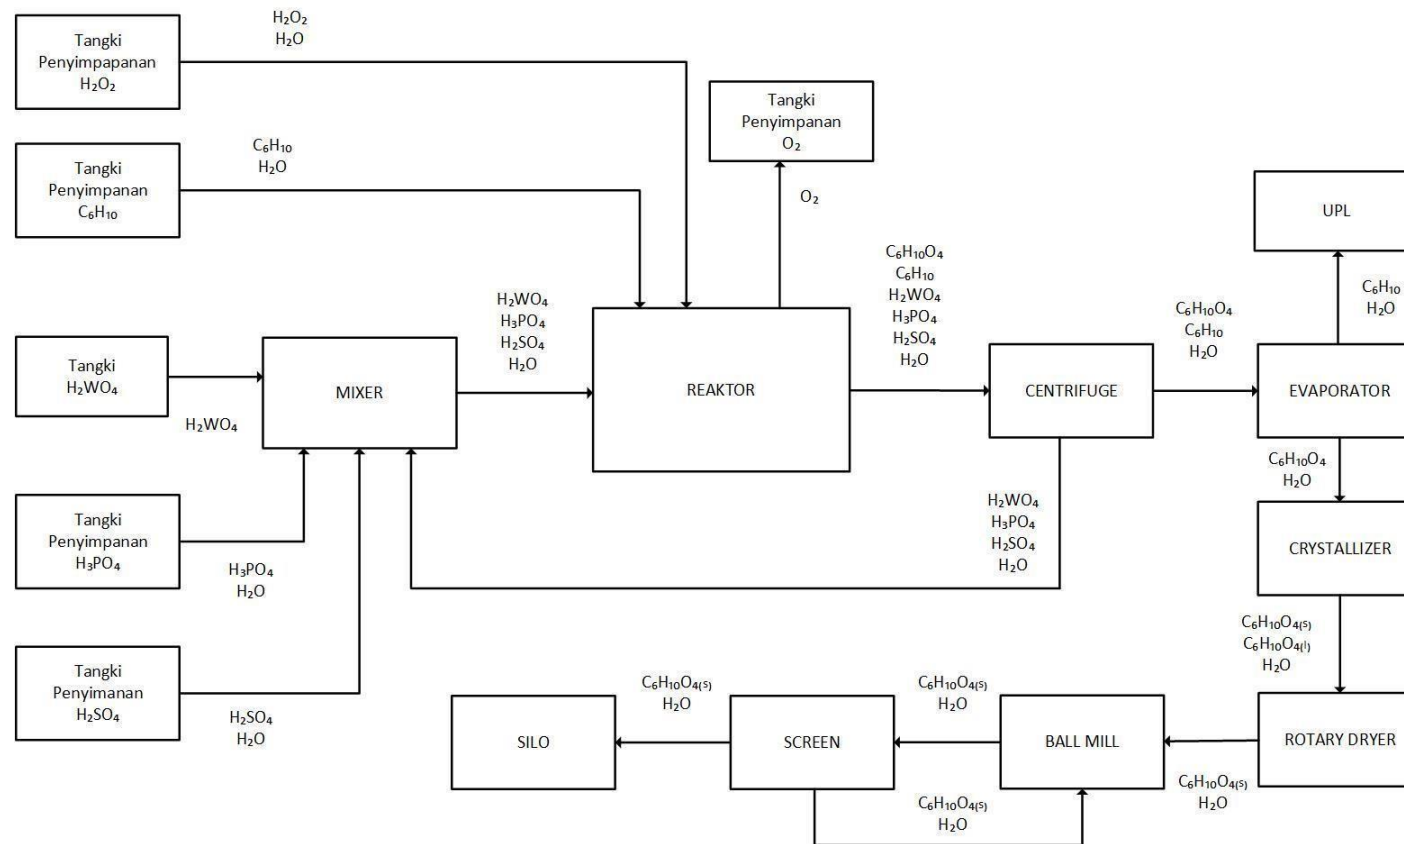 Tangki
Penyimpapanan
H₂O₂
H₂O₂
H₂O
Tangki
Penyimpanan
O₂
O₂
Tangki
Penyimpanan
C₆H₁₀
C₆H₁₀
H₂O
UPL
C₆H₁₀
H₂O
Tangki
H₂WO₄
H₂WO₄
MIXER
H₂WO₄
H₃PO₄
H₂SO₄
H₂O
REAKTOR
C₆H₁₀O₄
C₆H₁₀
H₂WO₄
H₃PO₄
H₂SO₄
H₂O
CENTRIFUGE
C₆H₁₀O₄
C₆H₁₀
H₂O
EVAPORATOR
C₆H₁₀O₄
H₂O
Tangki
Penyimpanan
H₃PO₄
H₃PO₄
H₂O
H₂WO₄
H₃PO₄
H₂SO₄
H₂O
CRYSTALLIZER
C₆H₁₀O₄₍s₎
C₆H₁₀O₄₍l₎
H₂O
Tangki
Penyimanan
H₂SO₄
H₂SO₄
H₂O
SILO
C₆H₁₀O₄₍s₎
H₂O
SCREEN
C₆H₁₀O₄₍s₎
H₂O
BALL MILL
ROTARY DRYER
C₆H₁₀O₄₍s₎
H₂O
C₆H₁₀O₄₍s₎
H₂O